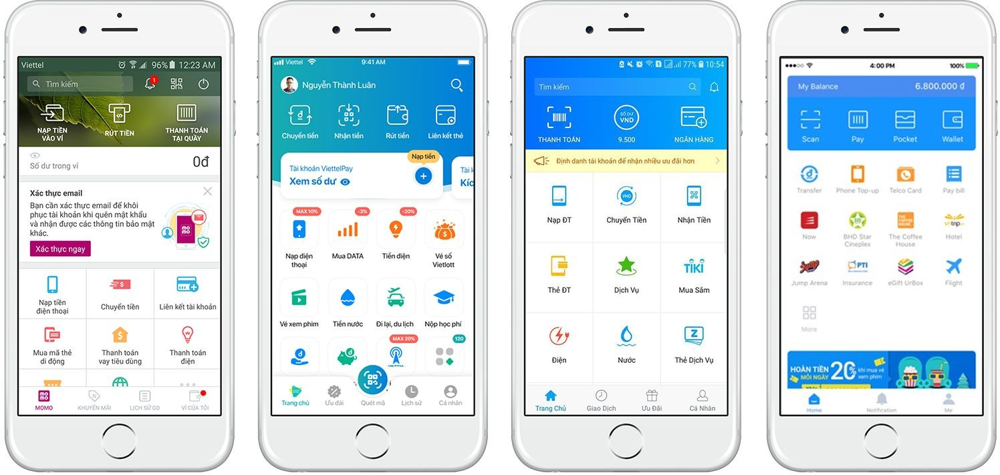 Viettel
96%
12:23 AM
Tìm kiếm
1
NẠP TIỀN
VÀO VÍ
RÚT TIỀN
THANH TOÁN
TẠI QUẦY
Số dư trong ví
0đ
Xác thực email
Bạn cần xác thực email để khôi
phục tài khoản khi quên mật khẩu
và nhận được các thông tin bảo mật
khác.
mo
mo
Xác thực ngay
Nạp tiền
điện thoại
Chuyển tiền
Liên kết tài khoản
Mua mã thẻ
di động
Thanh toán
vay tiêu dùng
Thanh toán
điện
mo
mo
MOMO
KHUYẾN MÃI
LỊCH SỬ GD
VÍ CỦA TÔI
Viettel
9:41 AM
Nguyễn Thành Luân
Chuyển tiền
Nhận tiền
Rút tiền
Liên kết thẻ
Nạp tiền
Tài khoản ViettelPay
Xem số dư
Tài k
Kíc
MAX 10%
-3%
-20%
Nạp điện
thoại
Mua DATA
Tiền điện
Vé số
Vietlott
Vé xem phim
Tiền nước
Đi lại, du lịch
Nộp học phí
MAX 20%
120
VIETTEL
Trang chủ
Ưu đãi
Quét mã
Lịch sử
Cá nhân
77%
10:54
Tìm kiếm
THANH TOÁN
SỐ DƯ
VND
9.500
NGÂN HÀNG
Định danh tài khoản để nhận nhiều ưu đãi hơn
Nạp ĐT
VND
Chuyển Tiền
Nhận Tiền
Thẻ ĐT
Dịch Vụ
TIKI
Mua Sắm
Điện
Nước
Z
Thẻ Dịch Vụ
Trang Chủ
Giao Dịch
Ưu Đãi
Cá Nhân
4:00 PM
100%
My Balance
6.800.000 đ
Scan
Pay
Pocket
Wallet
Transfer
Phone Top-up
Telco Card
Pay bill
Now
BHD Star
Cineplex
THE
COFFEE
HOUSE
The Coffee
House
vntrip
Hotel
Jump
Jump Arena
PTI
Insurance
eGift UrBox
Flight
More
HOÀN TIỀN
MỖI NGÀY
20%
khi mua vé
xem phim
Home
Notification
Me